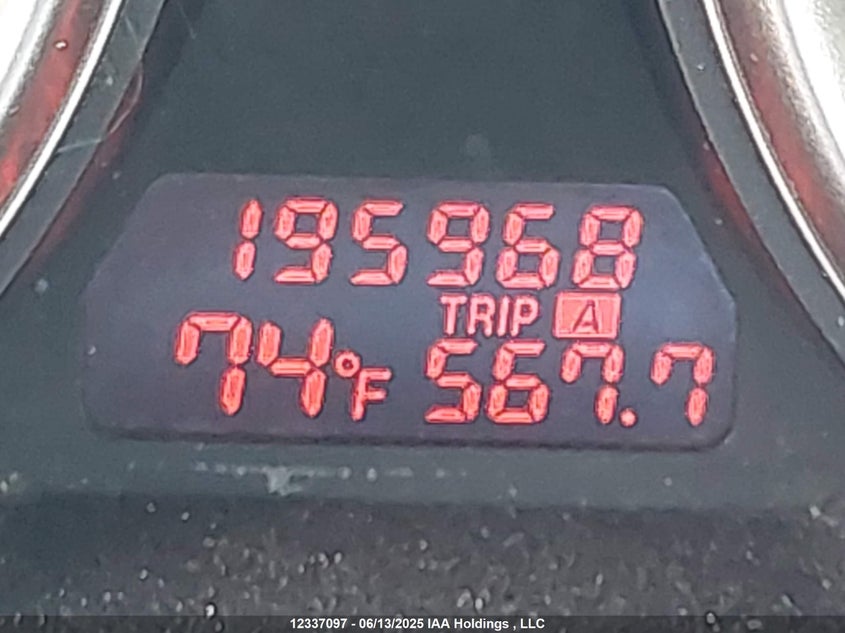 195968
TRIP A
74°F 567.7
12337097 - 06/13/2025 IAA Holdings , LLC